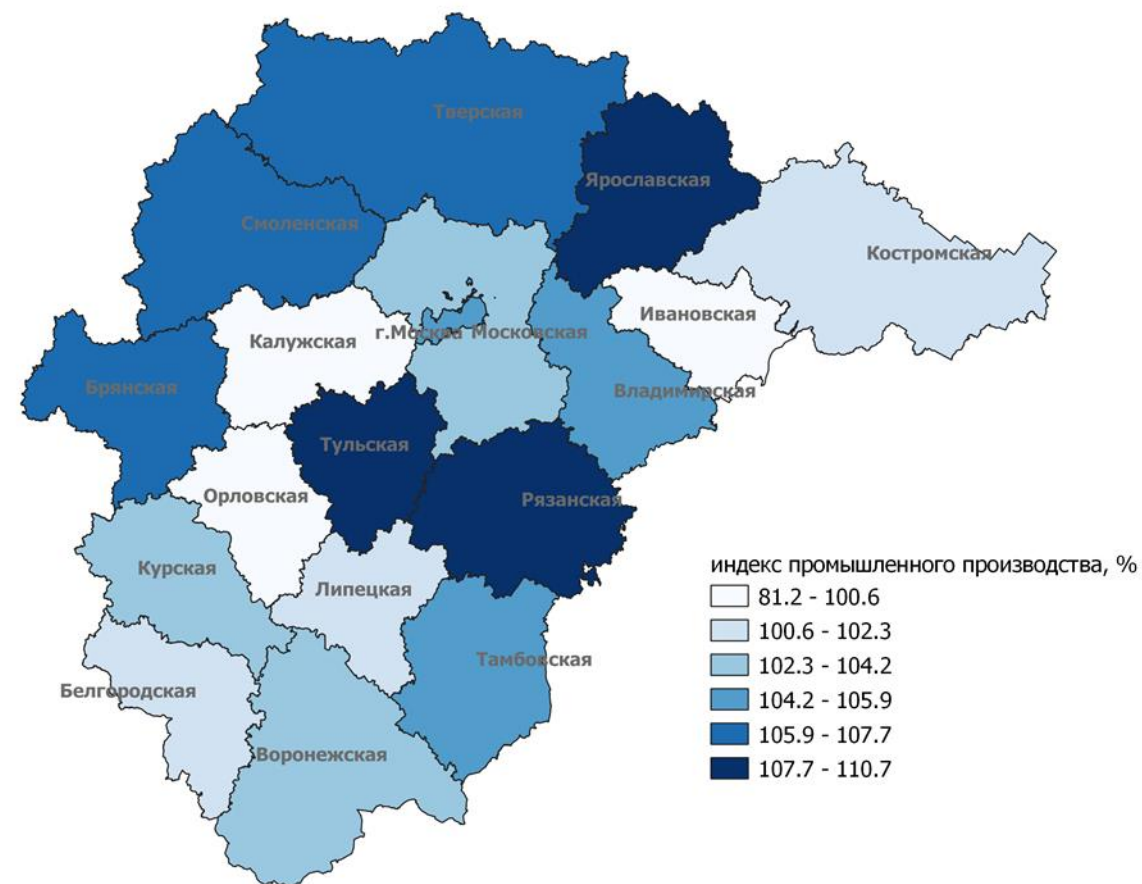 Тверская
Ярославская
Смоленская
Костромская
Ивановская
г.Москва Московская
Калужская
Брянская
Владимирская
Тульская
Орловская
Рязанская
Курская
Липецкая
Тамбовская
Белгородская
Воронежская
индекс промышленного производства, %
81.2 - 100.6
100.6 - 102.3
102.3 - 104.2
104.2 - 105.9
105.9 - 107.7
107.7 - 110.7